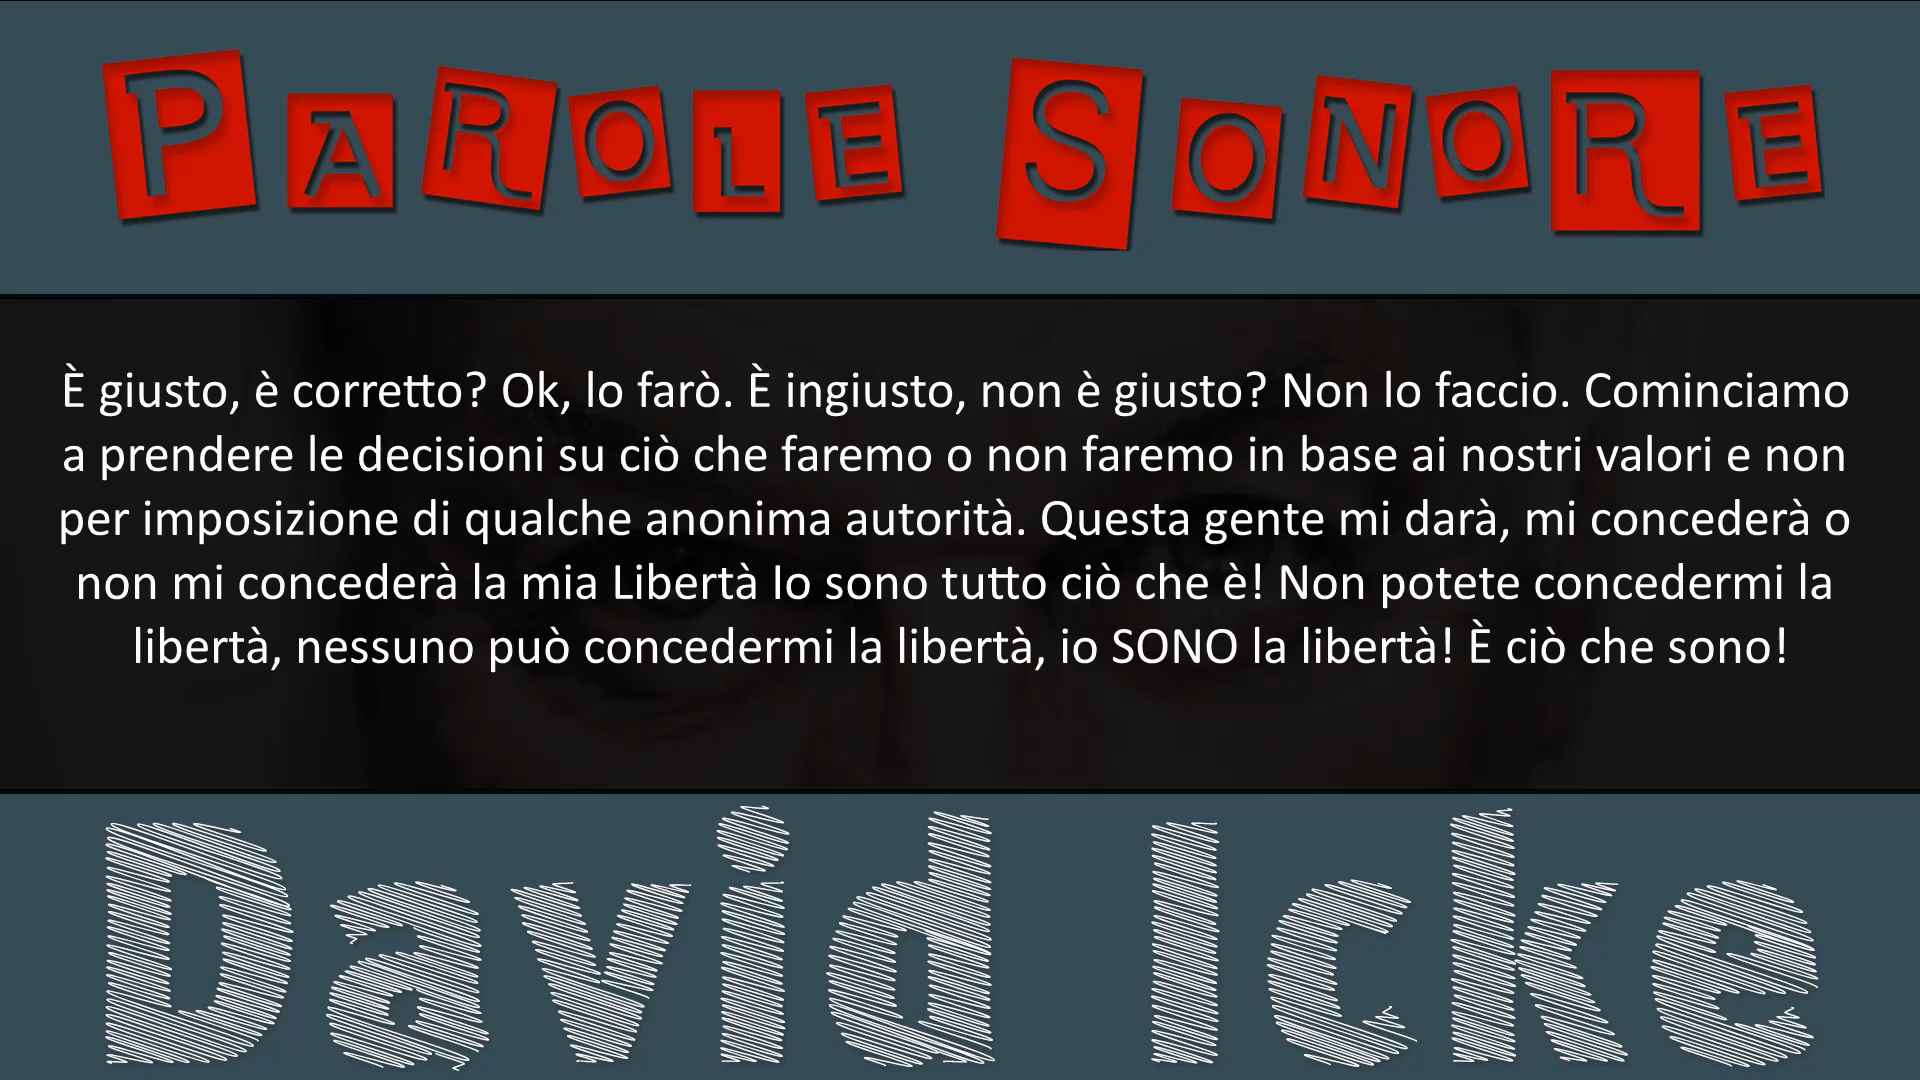 PAROLE SONORE
È giusto, è corretto? Ok, lo farò. È ingiusto, non è giusto? Non lo faccio. Cominciamo
a prendere le decisioni su ciò che faremo o non faremo in base ai nostri valori e non
per imposizione di qualche anonima autorità. Questa gente mi darà, mi concederà o
non mi concederà la mia Libertà Io sono tutto ciò che è! Non potete concedermi la
libertà, nessuno può concedermi la libertà, io SONO la libertà! È ciò che sono!
David Icke